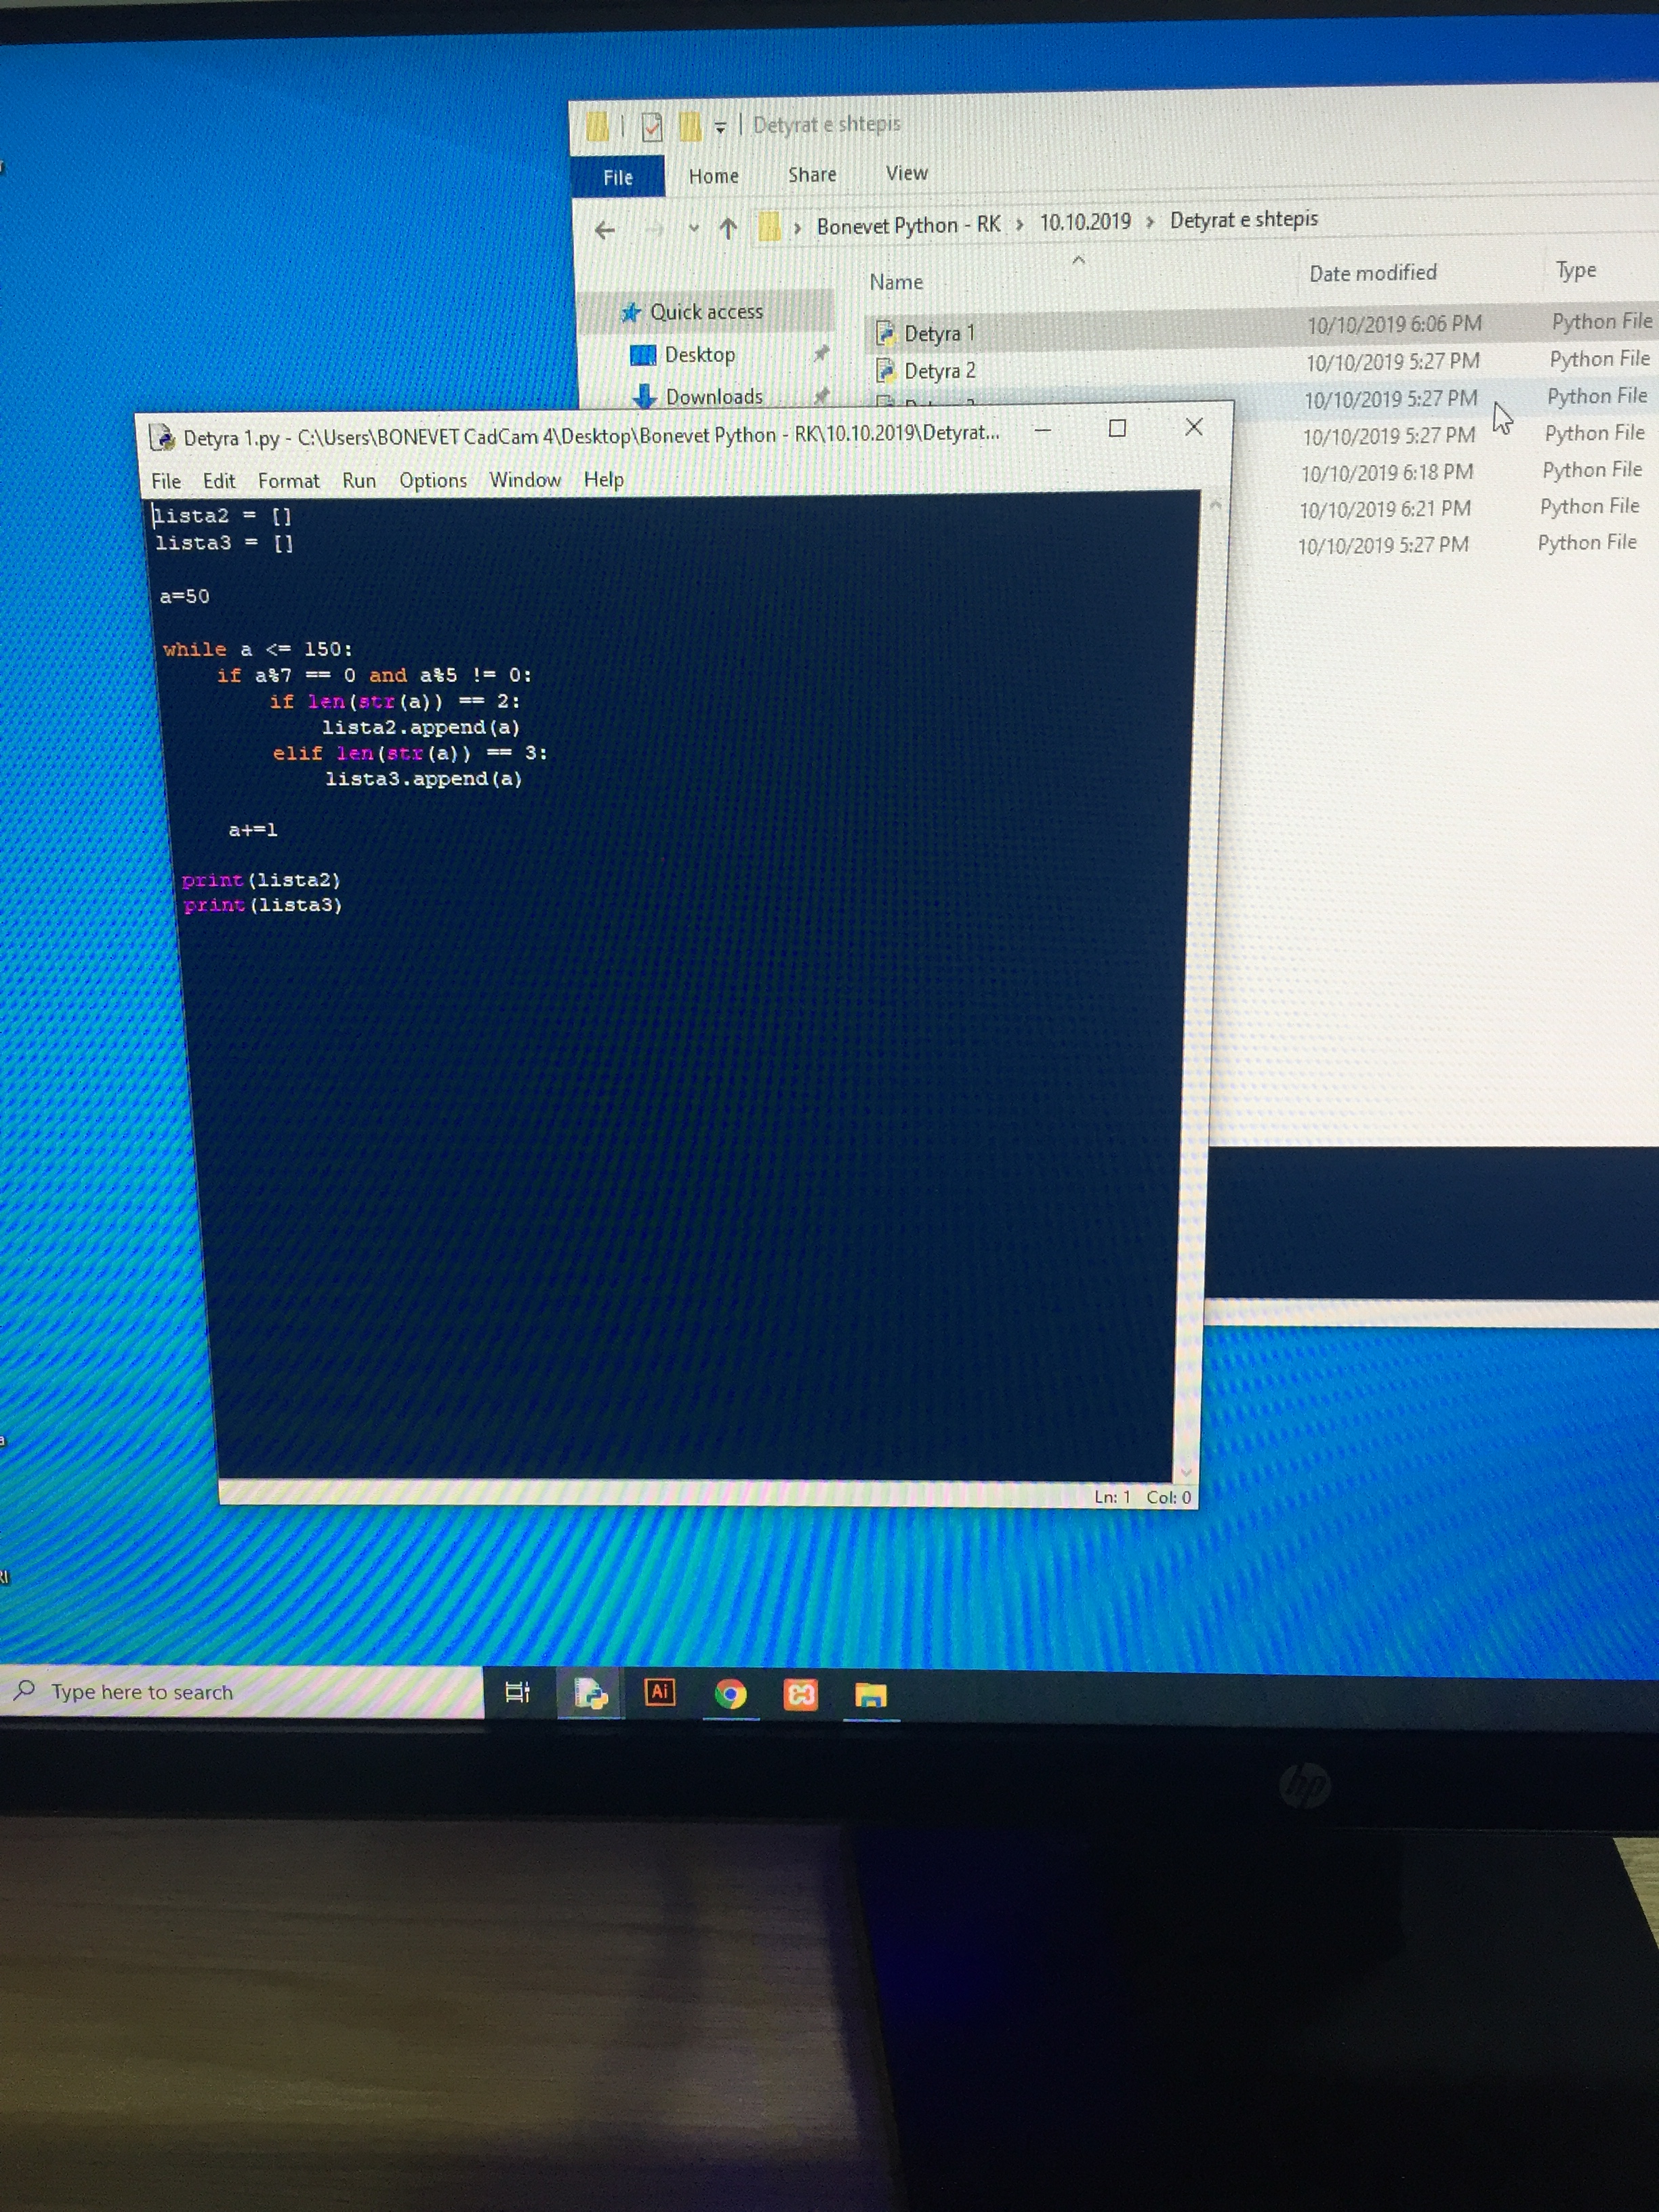 Detyrat e shtepis
File Home Share View
Bonevet Python - RK > 10.10.2019 > Detyrat e shtepis
Name Date modified Type
Quick access
Desktop
Downloads
Detyra 1 10/10/2019 6:06 PM Python File
Detyra 2 10/10/2019 5:27 PM Python File
10/10/2019 5:27 PM Python File
10/10/2019 5:27 PM Python File
10/10/2019 6:18 PM Python File
10/10/2019 6:21 PM Python File
10/10/2019 5:27 PM Python File
Detyra 1.py - C:\Users\BONEVET CadCam 4\Desktop\Bonevet Python - RK\10.10.2019\Detyrat...
File Edit Format Run Options Window Help
lista2 = []
lista3 = []
a=50
while a <= 150:
    if a%7 == 0 and a%5 != 0:
        if len(str(a)) == 2:
            lista2.append(a)
        elif len(str(a)) == 3:
            lista3.append(a)
    a+=1
print(lista2)
print(lista3)
Ln: 1 Col: 0
Type here to search
Ai
hp